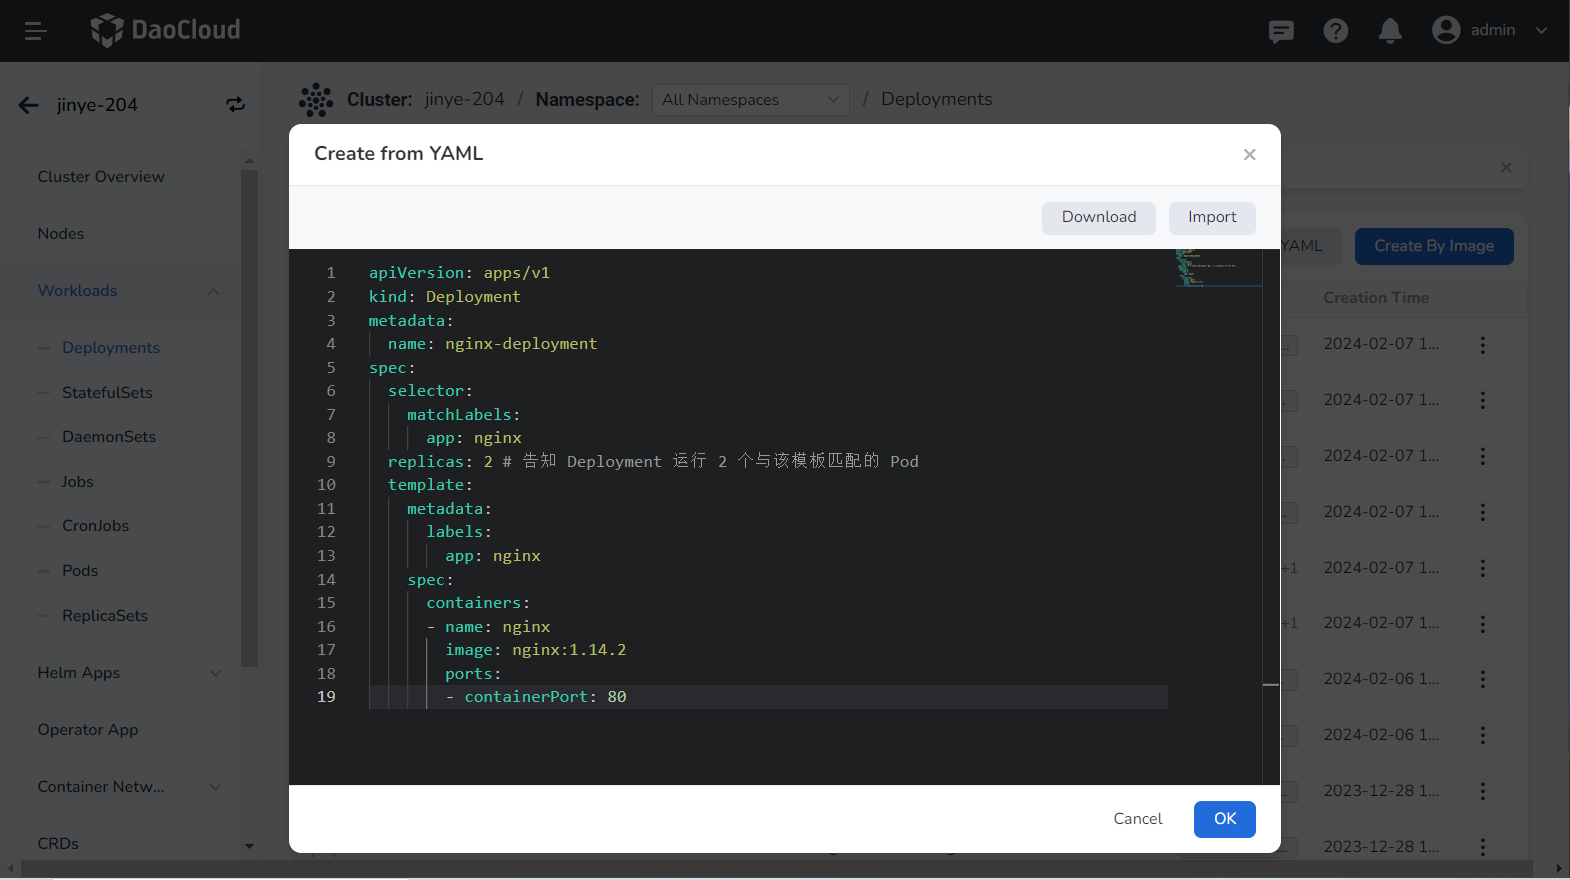 DaoCloud
admin
jinye-204
Cluster: jinye-204 / Namespace: All Namespaces / Deployments
Cluster Overview
Nodes
Workloads
Deployments
StatefulSets
DaemonSets
Jobs
CronJobs
Pods
ReplicaSets
Helm Apps
Operator App
Container Netw...
CRDs
Create from YAML
Download
Import
1 apiVersion: apps/v1
2 kind: Deployment
3 metadata:
4 name: nginx-deployment
5 spec:
6 selector:
7 matchLabels:
8 app: nginx
9 replicas: 2 # 告知 Deployment 运行 2 个与该模板匹配的 Pod
10 template:
11 metadata:
12 labels:
13 app: nginx
14 spec:
15 containers:
16 - name: nginx
17 image: nginx:1.14.2
18 ports:
19 - containerPort: 80
Cancel
OK
YAML
Create By Image
Creation Time
2024-02-07 1...
2024-02-07 1...
2024-02-07 1...
2024-02-07 1...
+1 2024-02-07 1...
+1 2024-02-07 1...
2024-02-06 1...
2024-02-06 1...
2023-12-28 1...
2023-12-28 1...